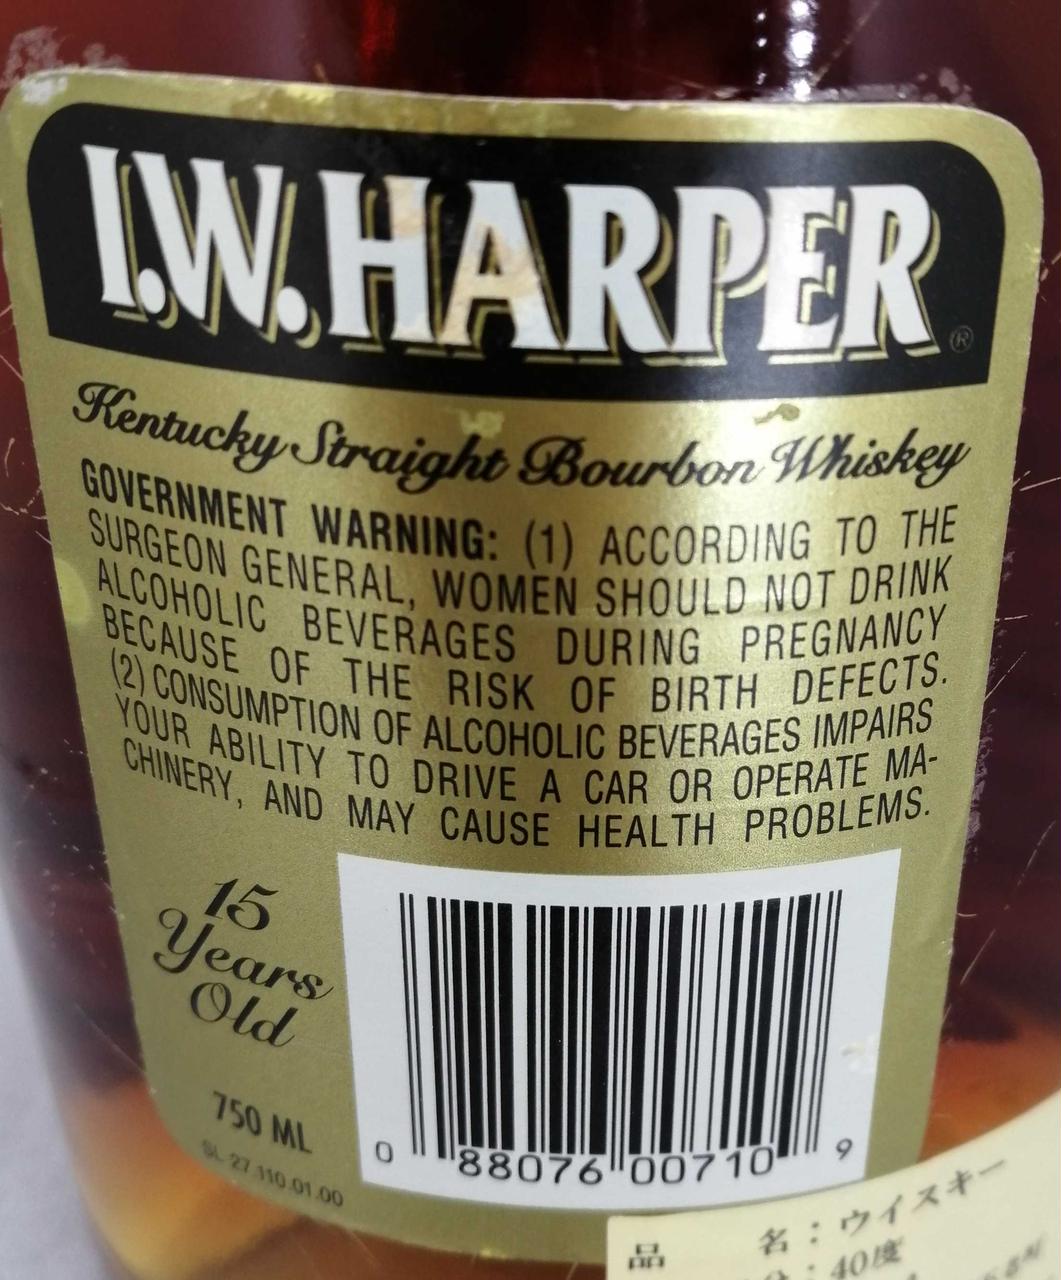 I.W.HARPER®
Kentucky Straight Bourbon Whiskey
GOVERNMENT WARNING: (1) ACCORDING TO THE
SURGEON GENERAL, WOMEN SHOULD NOT DRINK
ALCOHOLIC BEVERAGES DURING PREGNANCY
BECAUSE OF THE RISK OF BIRTH DEFECTS.
(2) CONSUMPTION OF ALCOHOLIC BEVERAGES IMPAIRS
YOUR ABILITY TO DRIVE A CAR OR OPERATE MA-
CHINERY, AND MAY CAUSE HEALTH PROBLEMS.
15
Years
Old
750 ML
SL 27.110.01.00
0 88076 00710 9
品 名：ウイスキー
：40度